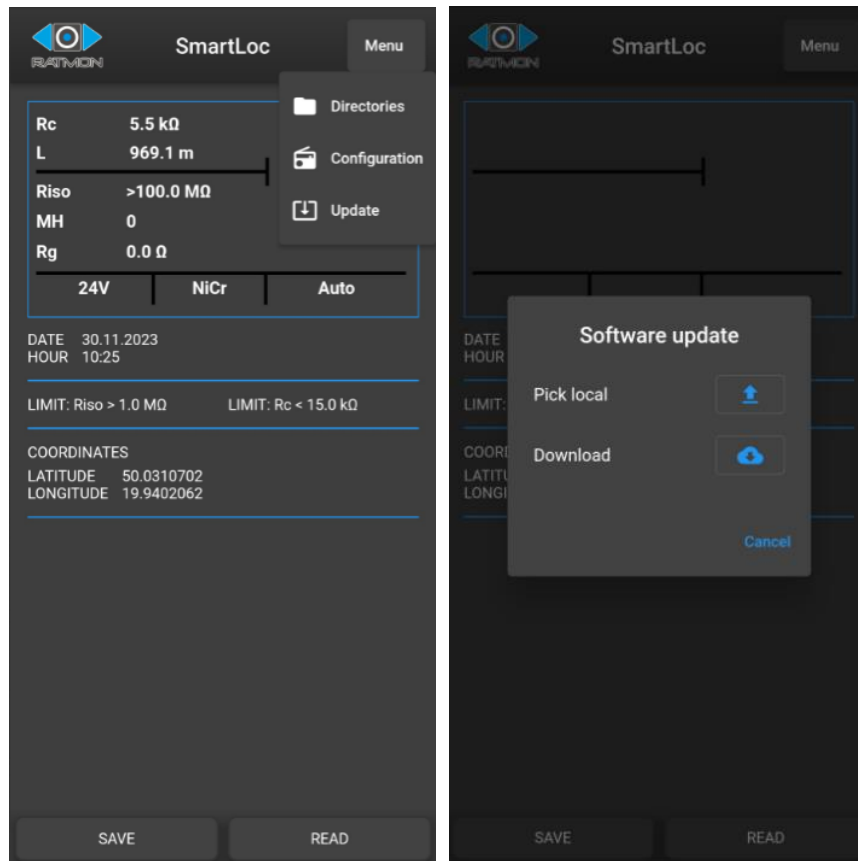 RATMON
SmartLoc
Menu
Directories
Configuration
Update
Rc 5.5 kΩ
L 969.1 m
Riso >100.0 MΩ
MH 0
Rg 0.0 Ω
24V NiCr Auto
DATE 30.11.2023
HOUR 10:25
LIMIT: Riso > 1.0 MΩ LIMIT: Rc < 15.0 kΩ
COORDINATES
LATITUDE 50.0310702
LONGITUDE 19.9402062
SAVE READ
RATMON
SmartLoc
Menu
DATE
HOUR
LIMIT:
COORD
LATITU
LONGI
Software update
Pick local
Download
Cancel
SAVE READ